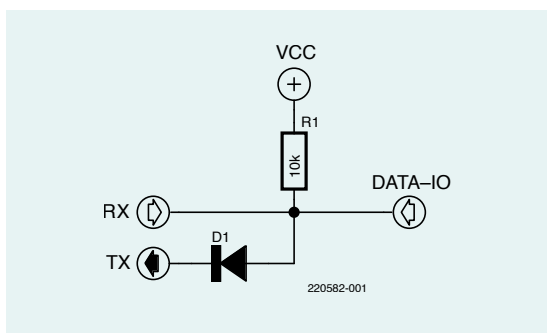 VCC
R1
10k
DATA–IO
RX
D1
TX
220582-001